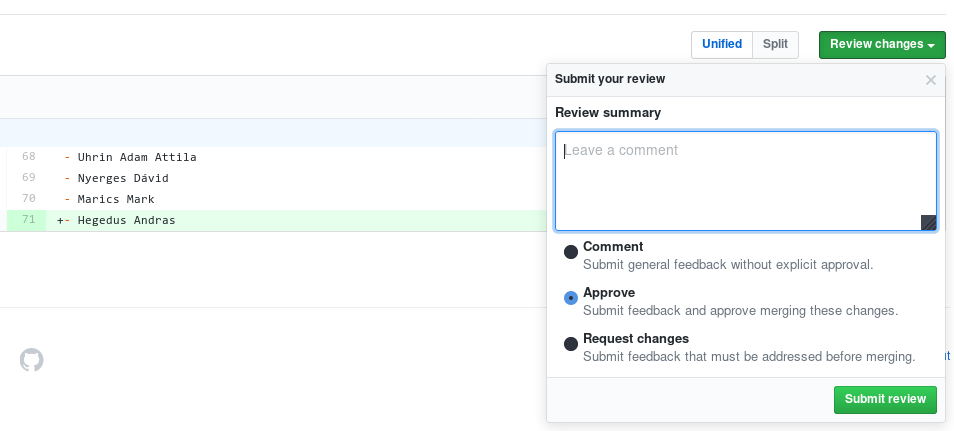 Unified Split Review changes
Submit your review
Review summary
Leave a comment
68 - Uhrin Adam Attila
69 - Nyerges Dávid
70 - Marics Mark
71 +- Hegedus Andras
Comment
Submit general feedback without explicit approval.
Approve
Submit feedback and approve merging these changes.
Request changes
Submit feedback that must be addressed before merging.
Submit review